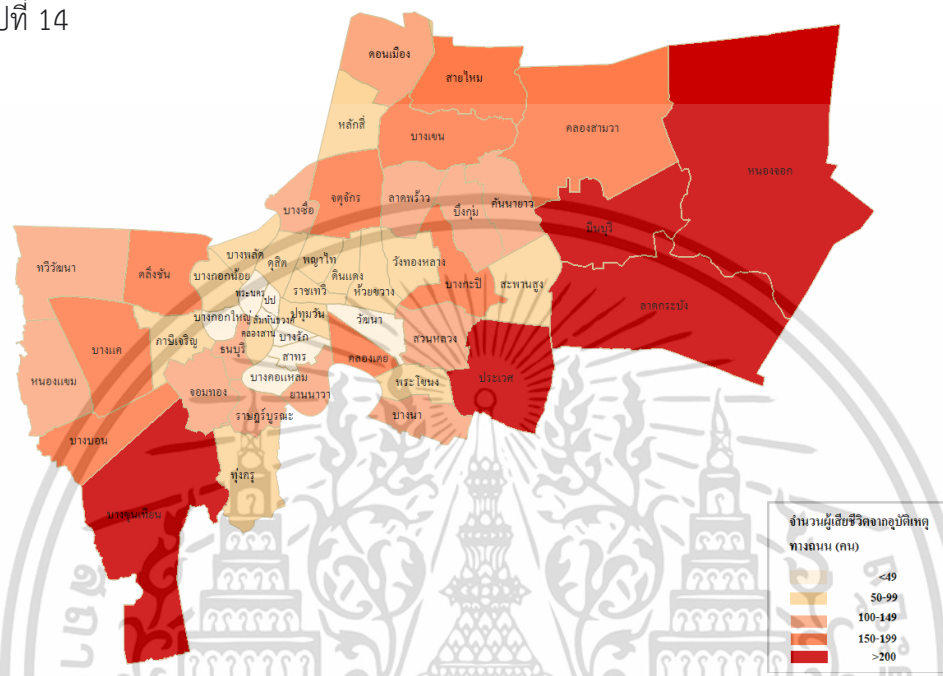 ปที่ 14
ดอนเมือง
สายไหม
หลักสี่
บางเขน
คลองสามวา
หนองจอก
บางซื่อ
จตุจักร
ลาดพร้าว
บึงกุ่ม
คันนายาว
มีนบุรี
ทวีวัฒนา
ตลิ่งชัน
บางพลัด
ดุสิต
พญาไท
วังทองหลาง
บางกอกน้อย
ดินแดง
ราชเทวี
ห้วยขวาง
บางกะปิ
สะพานสูง
ลาดกระบัง
พระนคร
ปป
บางกอกใหญ่
สัมพันธวงศ์
ปทุมวัน
วัฒนา
คลองสาน
บางรัก
ภาษีเจริญ
สวนหลวง
บางแค
ธนบุรี
สาทร
คลองเตย
หนองแขม
บางคอแหลม
พระโขนง
ประเวศ
จอมทอง
ยานนาวา
ราษฎร์บูรณะ
บางนา
บางบอน
ทุ่งครุ
บางขุนเทียน
จำนวนผู้เสียชีวิตจากอุบัติเหตุ
ทางถนน (คน)
<49
50-99
100-149
150-199
>200